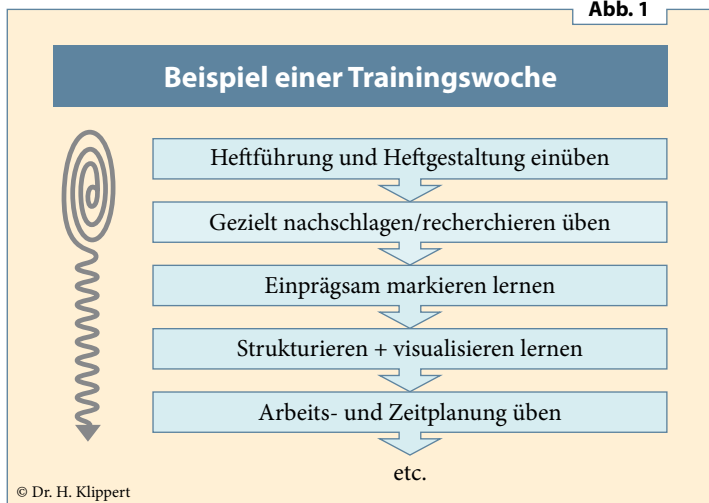 Abb. 1
Beispiel einer Trainingswoche
Heftführung und Heftgestaltung einüben
Gezielt nachschlagen/recherchieren üben
Einprägsam markieren lernen
Strukturieren + visualisieren lernen
Arbeits- und Zeitplanung üben
etc.
© Dr. H. Klippert